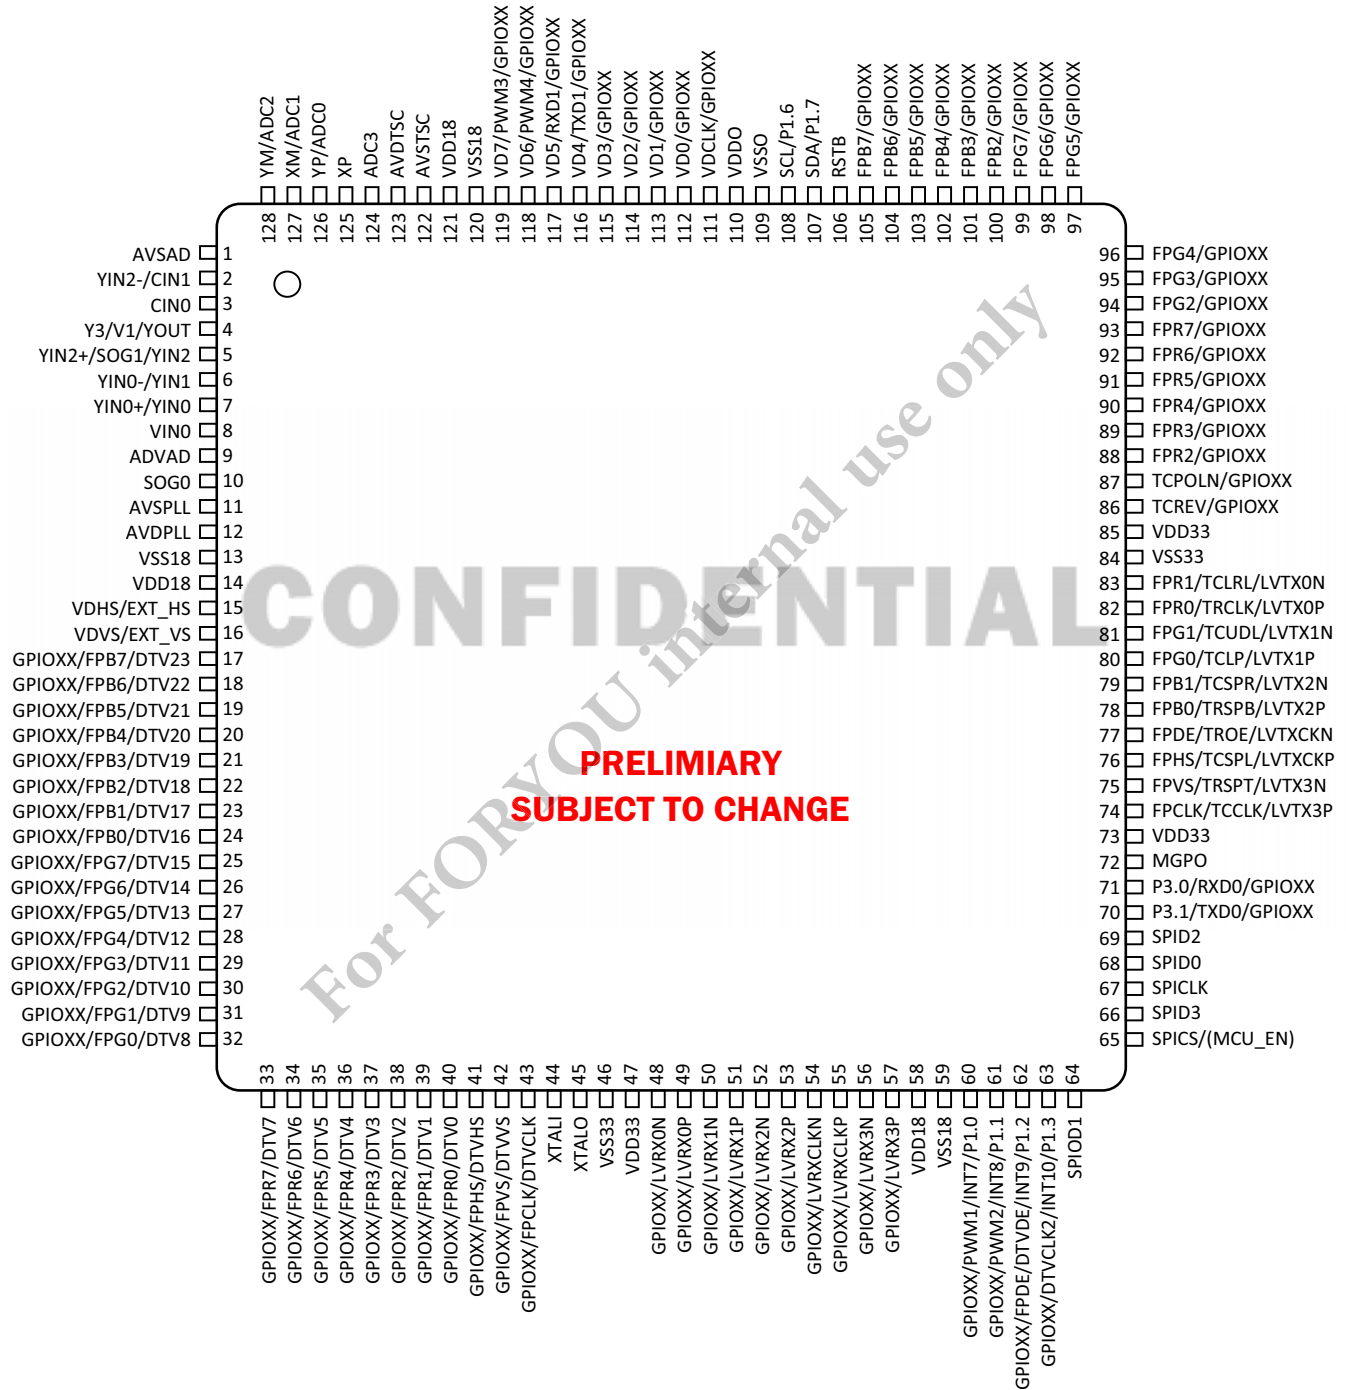 YM/ADC2
XM/ADC1
YP/ADC0
XP
ADC3
AVDTSC
AVSTSC
VDD18
VSS18
VD7/PWM3/GPIOXX
VD6/PWM4/GPIOXX
VD5/RXD1/GPIOXX
VD4/TXD1/GPIOXX
VD3/GPIOXX
VD2/GPIOXX
VD1/GPIOXX
VD0/GPIOXX
VDCLK/GPIOXX
VDDO
VSSO
SCL/P1.6
SDA/P1.7
RSTB
FPB7/GPIOXX
FPB6/GPIOXX
FPB5/GPIOXX
FPB4/GPIOXX
FPB3/GPIOXX
FPB2/GPIOXX
FPG7/GPIOXX
FPG6/GPIOXX
FPG5/GPIOXX
128
127
126
125
124
123
122
121
120
119
118
117
116
115
114
113
112
111
110
109
108
107
106
105
104
103
102
101
100
99
98
97
AVSAD 1
YIN2-/CIN1 2
CIN0 3
Y3/V1/YOUT 4
YIN2+/SOG1/YIN2 5
YIN0-/YIN1 6
YIN0+/YIN0 7
VIN0 8
ADVAD 9
SOG0 10
AVSPLL 11
AVDPLL 12
VSS18 13
VDD18 14
VDHS/EXT_HS 15
VDVS/EXT_VS 16
GPIOXX/FPB7/DTV23 17
GPIOXX/FPB6/DTV22 18
GPIOXX/FPB5/DTV21 19
GPIOXX/FPB4/DTV20 20
GPIOXX/FPB3/DTV19 21
GPIOXX/FPB2/DTV18 22
GPIOXX/FPB1/DTV17 23
GPIOXX/FPB0/DTV16 24
GPIOXX/FPG7/DTV15 25
GPIOXX/FPG6/DTV14 26
GPIOXX/FPG5/DTV13 27
GPIOXX/FPG4/DTV12 28
GPIOXX/FPG3/DTV11 29
GPIOXX/FPG2/DTV10 30
GPIOXX/FPG1/DTV9 31
GPIOXX/FPG0/DTV8 32
96 FPG4/GPIOXX
95 FPG3/GPIOXX
94 FPG2/GPIOXX
93 FPR7/GPIOXX
92 FPR6/GPIOXX
91 FPR5/GPIOXX
90 FPR4/GPIOXX
89 FPR3/GPIOXX
88 FPR2/GPIOXX
87 TCPOLN/GPIOXX
86 TCREV/GPIOXX
85 VDD33
84 VSS33
83 FPR1/TCLRL/LVTX0N
82 FPR0/TRCLK/LVTX0P
81 FPG1/TCUDL/LVTX1N
80 FPG0/TCLP/LVTX1P
79 FPB1/TCSPR/LVTX2N
78 FPB0/TRSPB/LVTX2P
77 FPDE/TROE/LVTXCKN
76 FPHS/TCSPL/LVTXCKP
75 FPVS/TRSPT/LVTX3N
74 FPCLK/TCCLK/LVTX3P
73 VDD33
72 MGPO
71 P3.0/RXD0/GPIOXX
70 P3.1/TXD0/GPIOXX
69 SPID2
68 SPID0
67 SPICLK
66 SPID3
65 SPICS/(MCU_EN)
CONFIDENTIAL
For FORYOU internal use only
PRELIMIARY
SUBJECT TO CHANGE
33
34
35
36
37
38
39
40
41
42
43
44
45
46
47
48
49
50
51
52
53
54
55
56
57
58
59
60
61
62
63
64
GPIOXX/FPR7/DTV7
GPIOXX/FPR6/DTV6
GPIOXX/FPR5/DTV5
GPIOXX/FPR4/DTV4
GPIOXX/FPR3/DTV3
GPIOXX/FPR2/DTV2
GPIOXX/FPR1/DTV1
GPIOXX/FPR0/DTV0
GPIOXX/FPHS/DTVHS
GPIOXX/FPVS/DTVVS
GPIOXX/FPCLK/DTVCLK
XTALI
XTALO
VSS33
VDD33
GPIOXX/LVRX0N
GPIOXX/LVRX0P
GPIOXX/LVRX1N
GPIOXX/LVRX1P
GPIOXX/LVRX2N
GPIOXX/LVRX2P
GPIOXX/LVRXCLKN
GPIOXX/LVRXCLKP
GPIOXX/LVRX3N
GPIOXX/LVRX3P
VDD18
VSS18
GPIOXX/PWM1/INT7/P1.0
GPIOXX/PWM2/INT8/P1.1
GPIOXX/FPDE/DTVDE/INT9/P1.2
GPIOXX/DTVCLK2/INT10/P1.3
SPIOD1